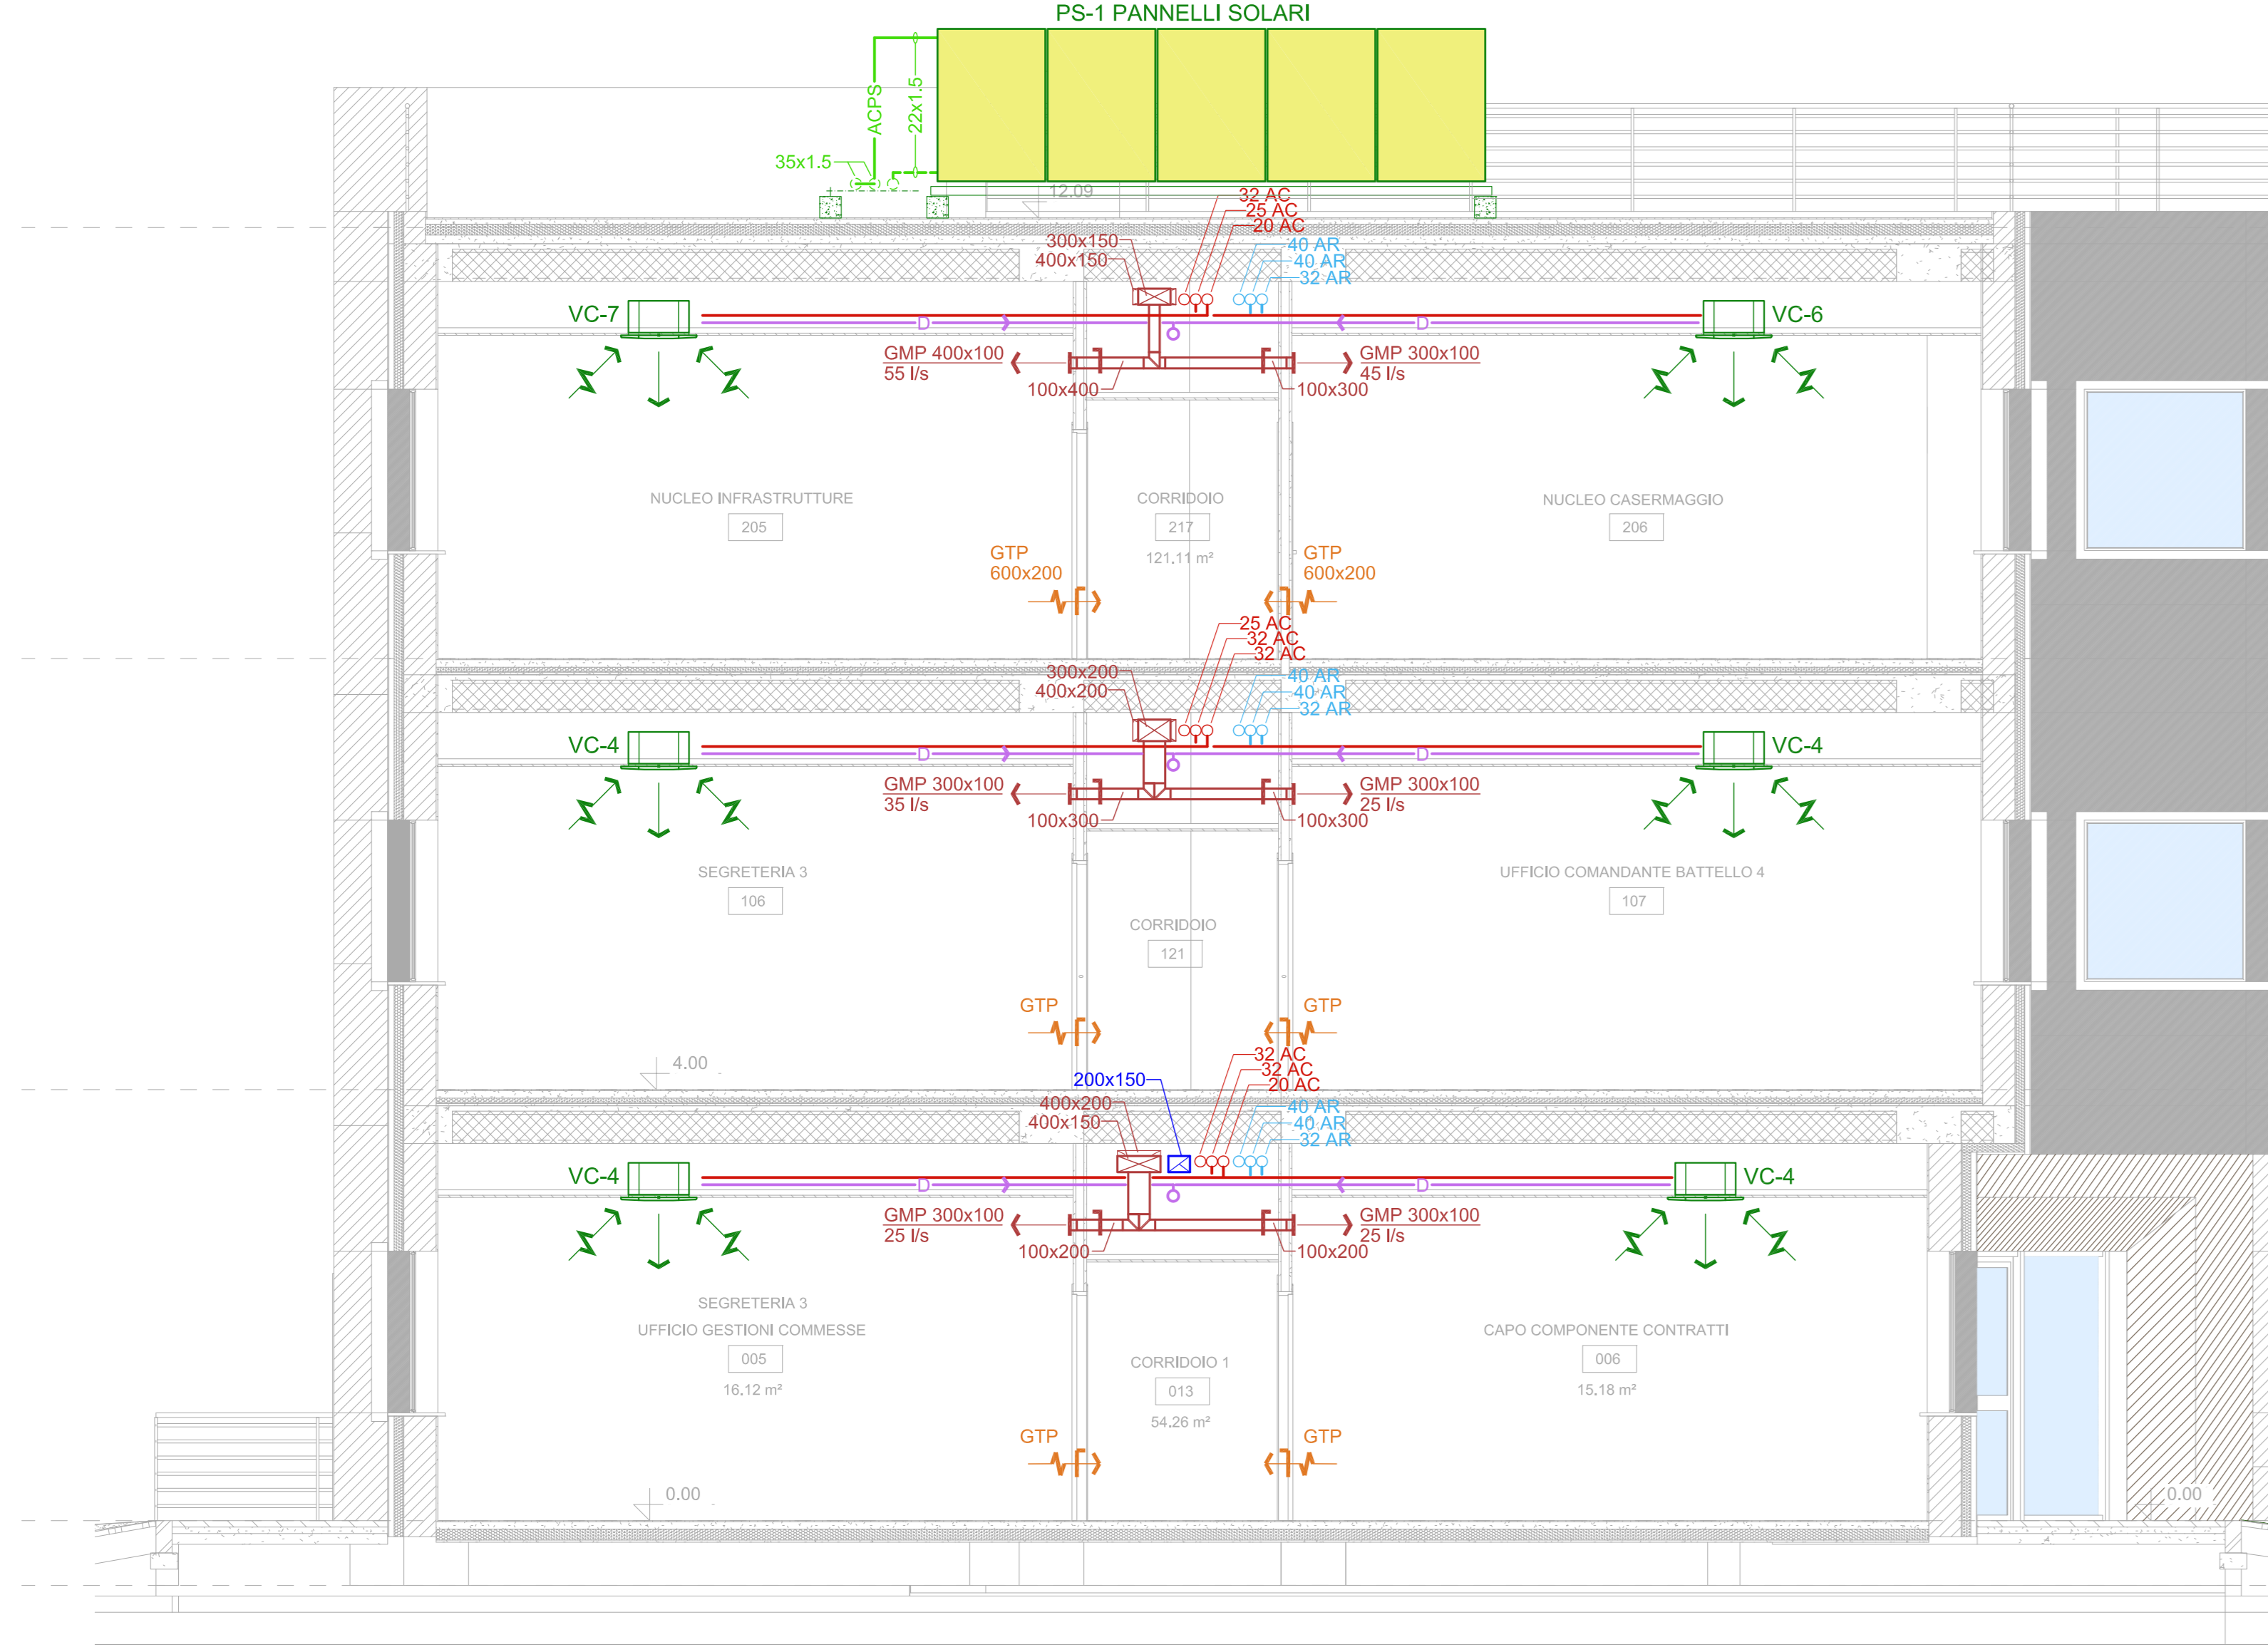 PS-1 PANNELLI SOLARI
ACPS
22x1.5
35x1.5
12.09
32 AC
25 AC
20 AC
300x150
400x150
40 AR
40 AR
32 AR
VC-7
D
D
VC-6
GMP 400x100
55 l/s
GMP 300x100
45 l/s
100x400
100x300
NUCLEO INFRASTRUTTURE
205
CORRIDOIO
217
121,11 m²
NUCLEO CASERMAGGIO
206
GTP
600x200
GTP
600x200
25 AC
32 AC
32 AC
300x200
400x200
40 AR
40 AR
32 AR
VC-4
D
D
VC-4
GMP 300x100
35 l/s
GMP 300x100
25 l/s
100x300
100x300
SEGRETERIA 3
106
CORRIDOIO
121
UFFICIO COMANDANTE BATTELLO 4
107
GTP
GTP
4.00
32 AC
32 AC
20 AC
200x150
400x200
400x150
40 AR
40 AR
32 AR
VC-4
D
D
VC-4
GMP 300x100
25 l/s
GMP 300x100
25 l/s
100x200
100x200
SEGRETERIA 3
UFFICIO GESTIONI COMMESSE
005
16,12 m²
CORRIDOIO 1
013
54,26 m²
CAPO COMPONENTE CONTRATTI
006
15,18 m²
GTP
GTP
0.00
0.00